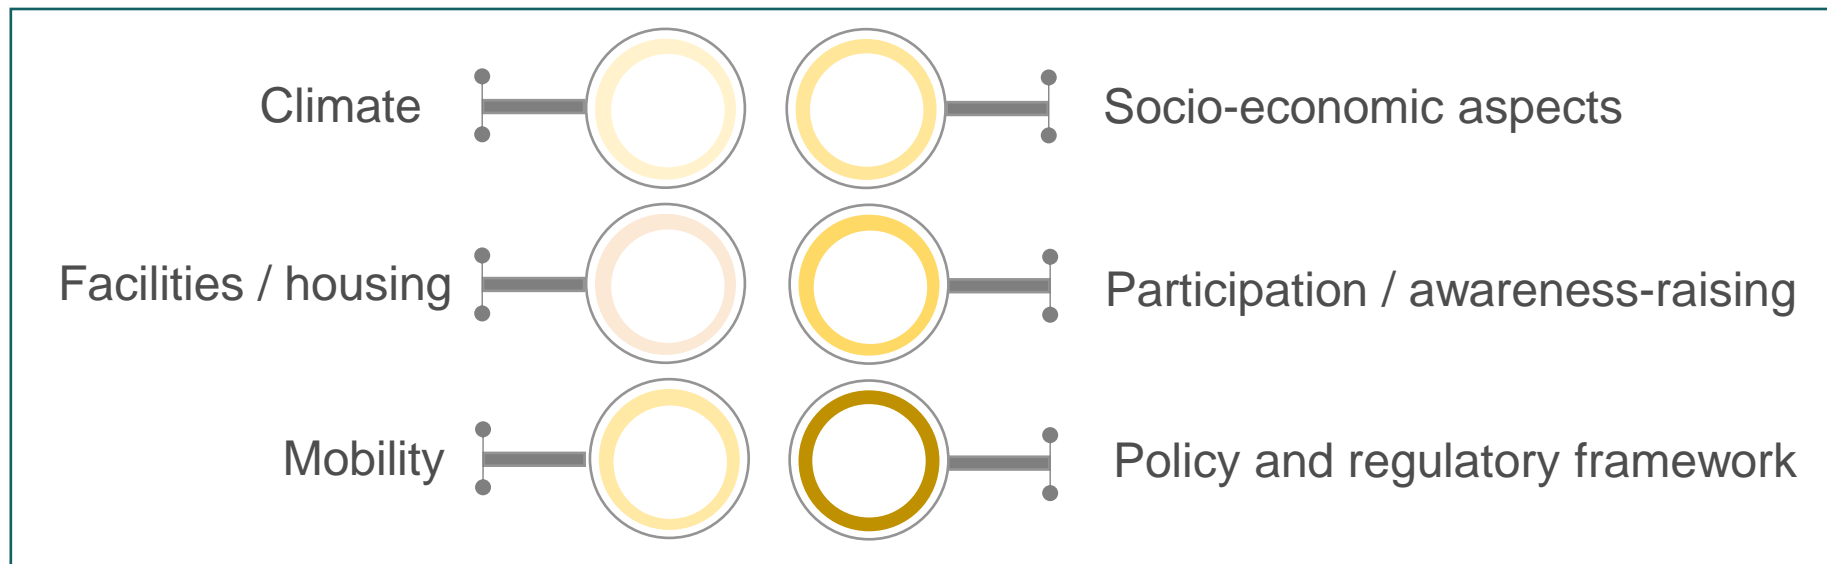 Climate
Socio-economic aspects
Facilities / housing
Participation / awareness-raising
Mobility
Policy and regulatory framework